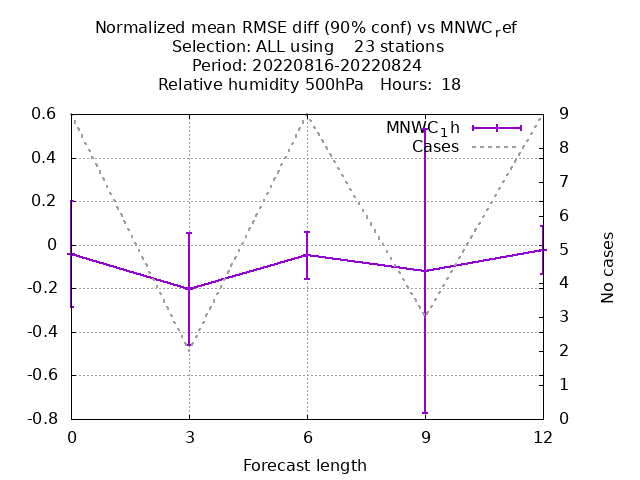 Normalized mean RMSE diff (90% conf) vs MNWC_ref
Selection: ALL using    23 stations
Period: 20220816-20220824
Relative humidity 500hPa   Hours:  18
MNWC_1h
Cases
0.6
0.4
0.2
0
-0.2
-0.4
-0.6
-0.8
9
8
7
6
5
4
3
2
1
0
No cases
0 3 6 9 12
Forecast length